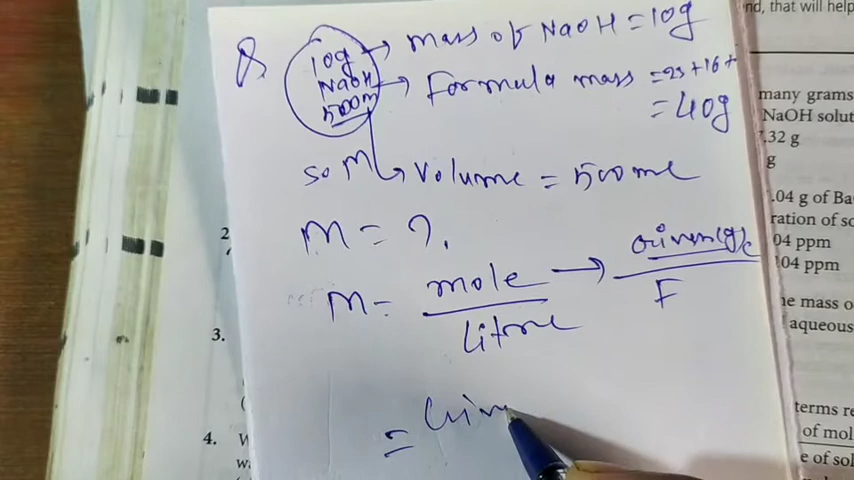 Q. 10g → mass of NaOH = 10g
NaOH → Formula mass = 23 + 16 +
500m = 40g
so M → volume = 500 ml
M = ?.
M = mole → Given (g)
litre F
=
nd, that will help
many grams
NaOH solut
.32 g
g
.04 g of Ba
ration of so
04 ppm
104 ppm
he mass o
aqueous
terms re
of mol
e of sol
2
3.
(
4. W
wa